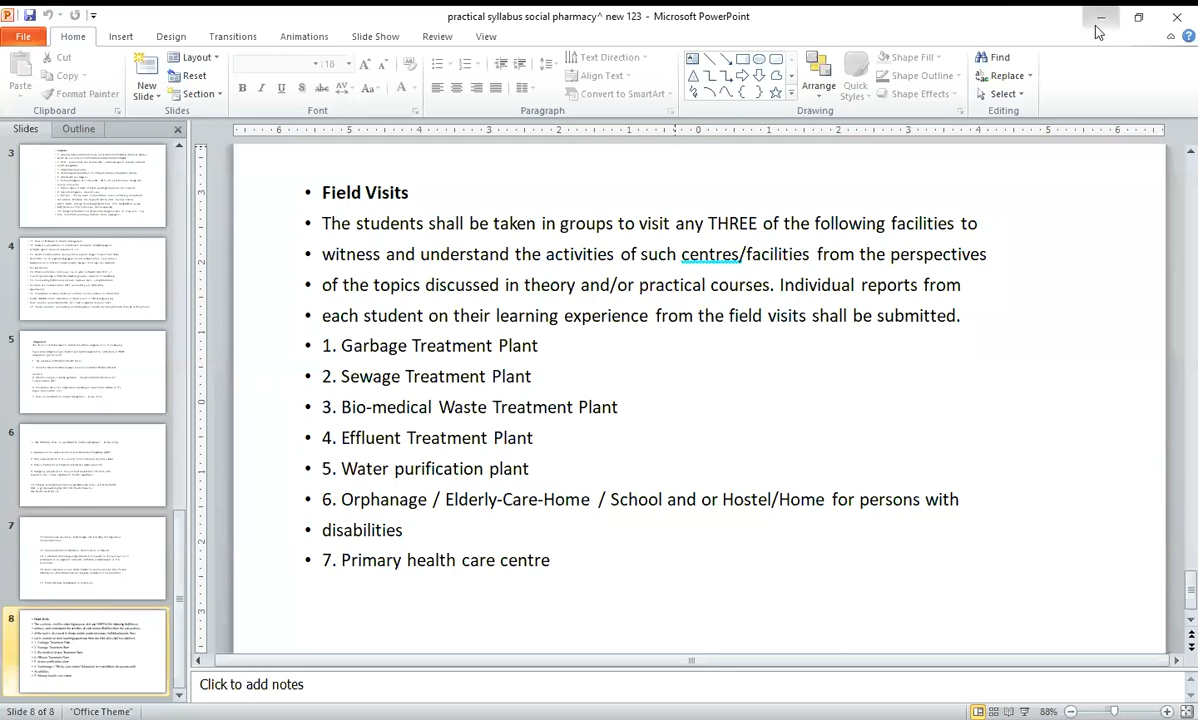 practical syllabus social pharmacy^ new 123 - Microsoft PowerPoint
File Home Insert Design Transitions Animations Slide Show Review View
Paste
Cut
Copy
Format Painter
Clipboard
New Slide
Layout
Reset
Section
Slides
18
Font
Text Direction
Align Text
Convert to SmartArt
Paragraph
Arrange
Quick Styles
Shape Fill
Shape Outline
Shape Effects
Drawing
Find
Replace
Select
Editing
Slides Outline
3
4
5
6
7
8
• Field Visits
• The students shall be taken in groups to visit any THREE of the following facilities to
• witness and understand the activities of such centres/facilities from the perspectives
• of the topics discussed in theory and/or practical courses. Individual reports from
• each student on their learning experience from the field visits shall be submitted.
• 1. Garbage Treatment Plant
• 2. Sewage Treatment Plant
• 3. Bio-medical Waste Treatment Plant
• 4. Effluent Treatment Plant
• 5. Water purification plant
• 6. Orphanage / Elderly-Care-Home / School and or Hostel/Home for persons with
• disabilities
• 7. Primary health care centre
Click to add notes
Slide 8 of 8 "Office Theme" 88%